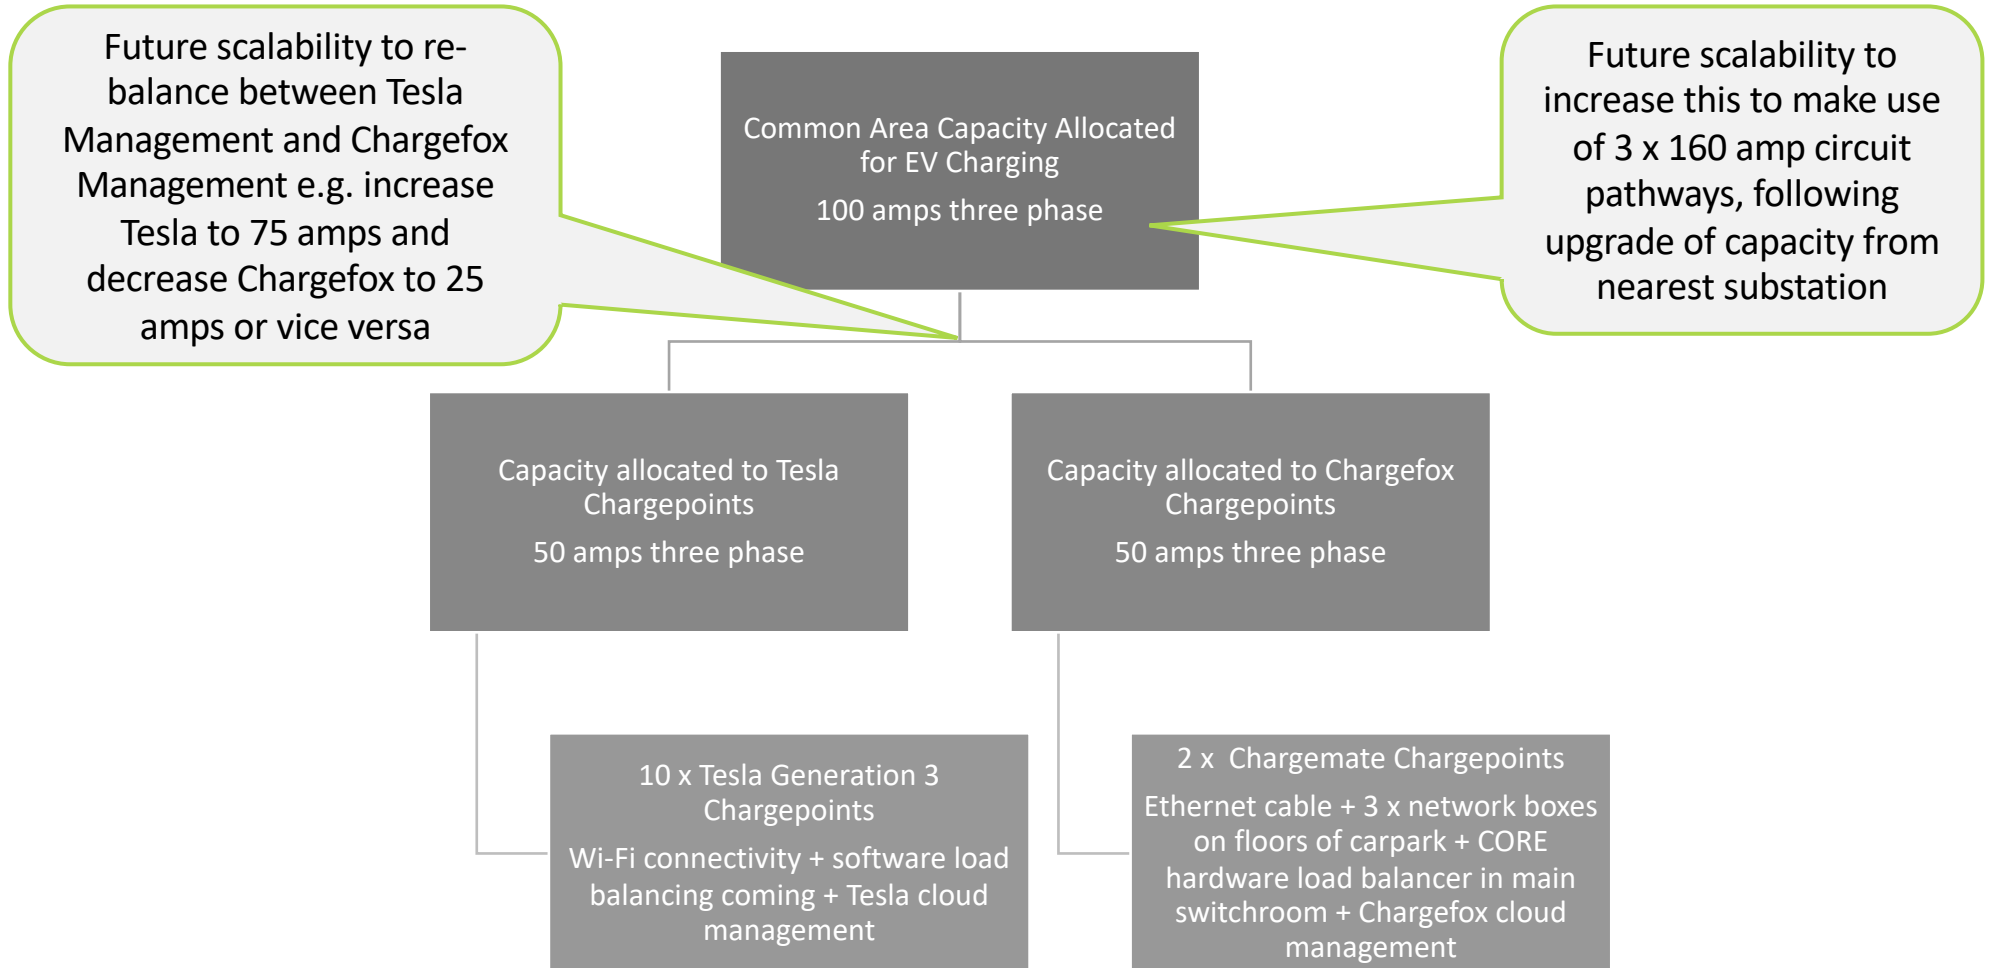 Future scalability to re-
balance between Tesla
Management and Chargefox
Management e.g. increase
Tesla to 75 amps and
decrease Chargefox to 25
amps or vice versa
Common Area Capacity Allocated
for EV Charging
100 amps three phase
Future scalability to
increase this to make use
of 3 x 160 amp circuit
pathways, following
upgrade of capacity from
nearest substation
Capacity allocated to Tesla
Chargepoints
50 amps three phase
Capacity allocated to Chargefox
Chargepoints
50 amps three phase
10 x Tesla Generation 3
Chargepoints
Wi-Fi connectivity + software load
balancing coming + Tesla cloud
management
2 x Chargemate Chargepoints
Ethernet cable + 3 x network boxes
on floors of carpark + CORE
hardware load balancer in main
switchroom + Chargefox cloud
management